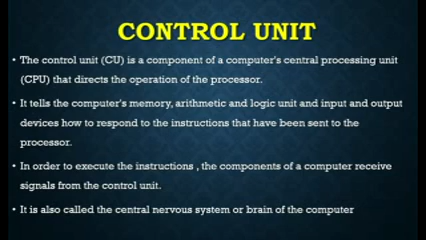 CONTROL UNIT
• The control unit (CU) is a component of a computer's central processing unit
(CPU) that directs the operation of the processor.
• It tells the computer's memory, arithmetic and logic unit and input and output
devices how to respond to the instructions that have been sent to the
processor.
• In order to execute the instructions , the components of a computer receive
signals from the control unit.
• It is also called the central nervous system or brain of the computer